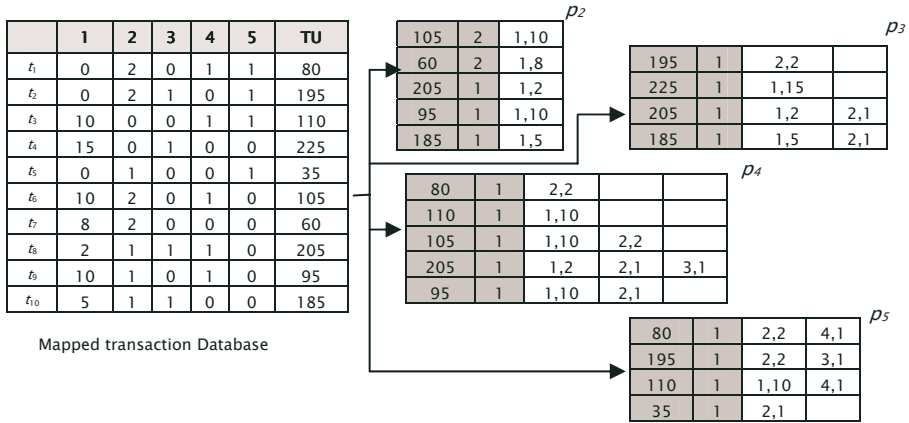 1 2 3 4 5 TU
t₁ 0 2 0 1 1 80
t₂ 0 2 1 0 1 195
t₃ 10 0 0 1 1 110
t₄ 15 0 1 0 0 225
t₅ 0 1 0 0 1 35
t₆ 10 2 0 1 0 105
t₇ 8 2 0 0 0 60
t₈ 2 1 1 1 0 205
t₉ 10 1 0 1 0 95
t₁₀ 5 1 1 0 0 185
Mapped transaction Database
p₂
105 2 1,10
60 2 1,8
205 1 1,2
95 1 1,10
185 1 1,5
p₃
195 1 2,2
225 1 1,15
205 1 1,2 2,1
185 1 1,5 2,1
p₄
80 1 2,2
110 1 1,10
105 1 1,10 2,2
205 1 1,2 2,1 3,1
95 1 1,10 2,1
p₅
80 1 2,2 4,1
195 1 2,2 3,1
110 1 1,10 4,1
35 1 2,1